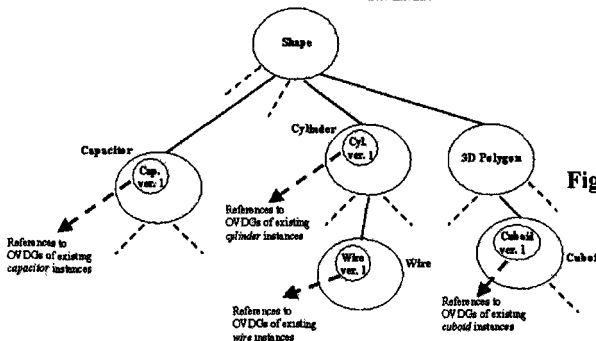 Shape
Capacitor
Cap.
ver. 1
Cylinder
Cyl.
ver. 1
3D Polygon
Fig
References to
OVDGs of existing
capacitor instances
References to
OVDGs of existing
cylinder instances
Wire
ver. 1
Wire
Cuboid
ver. 1
Cuboi
References to
OVDGs of existing
wire instances
References to
OVDGs of existing
cuboid instances